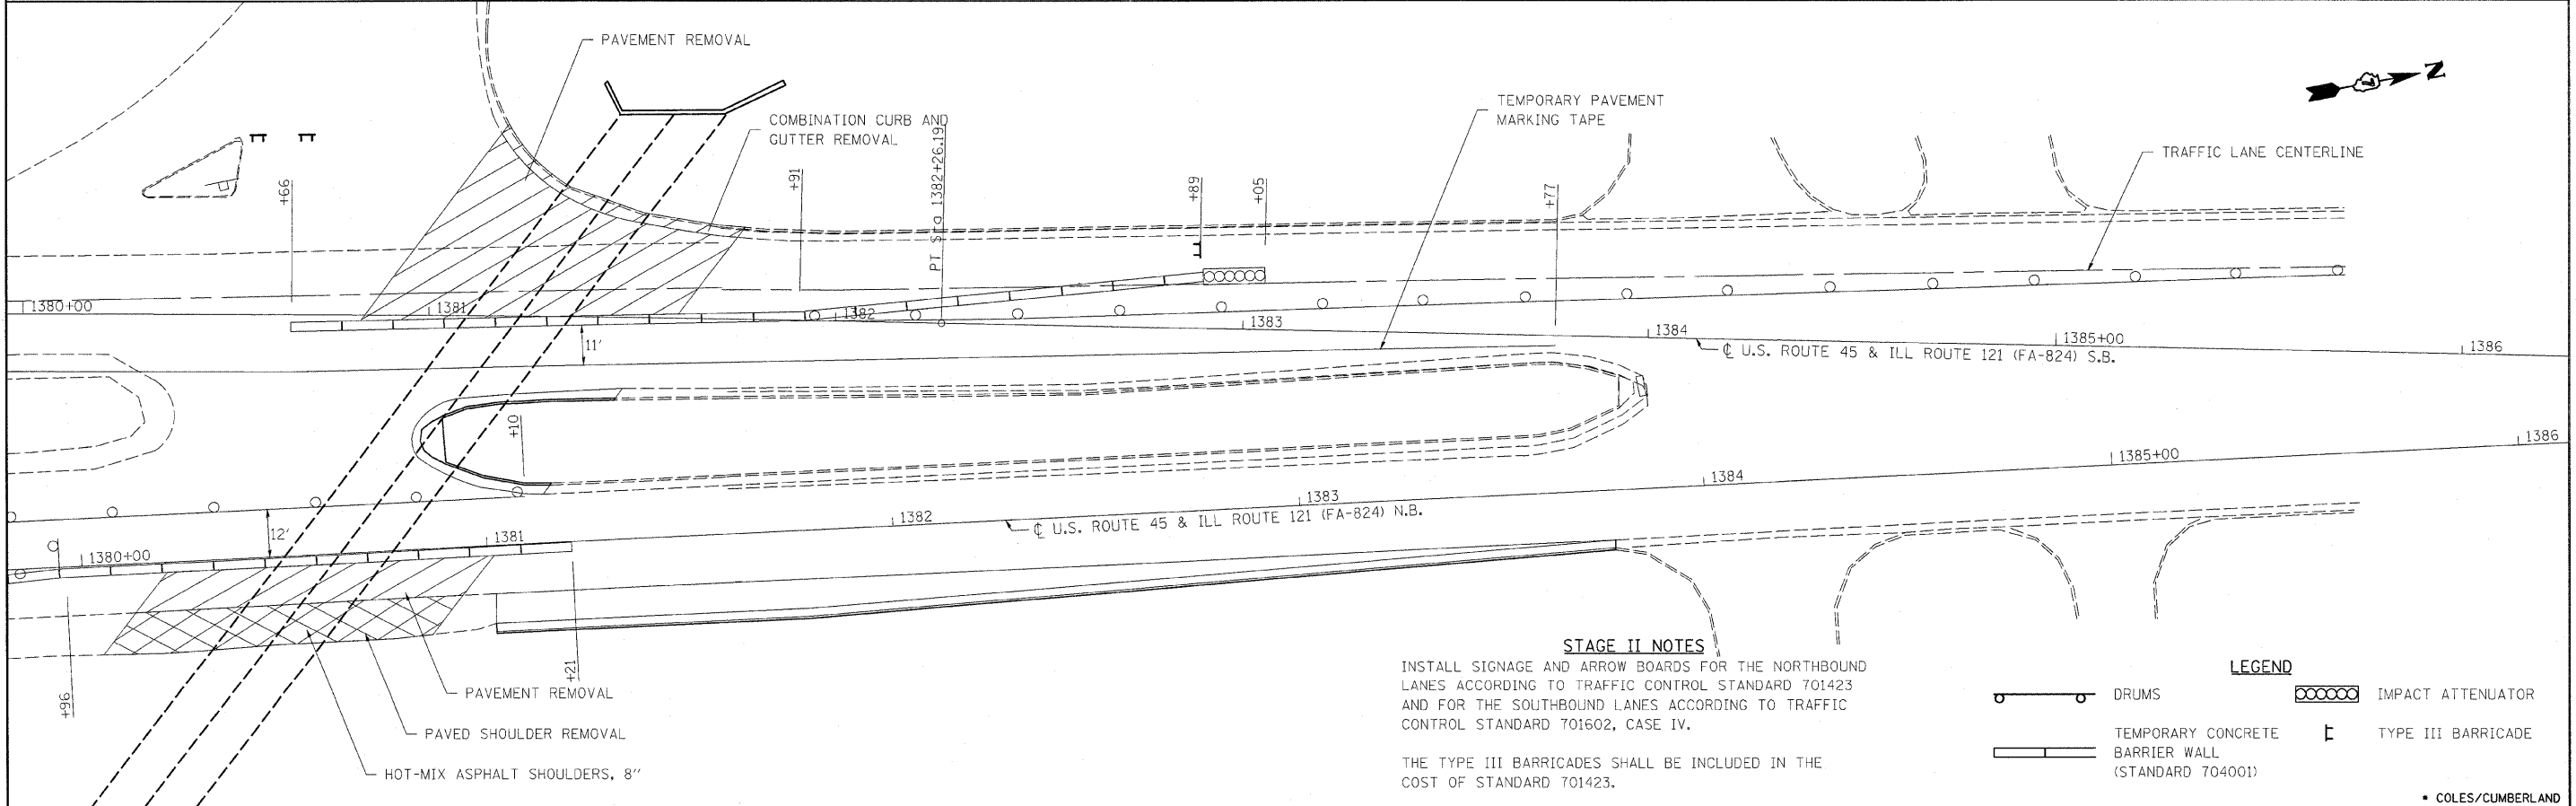 PAVEMENT REMOVAL
COMBINATION CURB AND
GUTTER REMOVAL
TEMPORARY PAVEMENT
MARKING TAPE
TRAFFIC LANE CENTERLINE
N
+66
+91
PT Sta 1382+26.19
+89
+05
+77
1380+00
1381
1382
1383
1384
1385+00
1386
11'
℄ U.S. ROUTE 45 & ILL ROUTE 121 (FA-824) S.B.
+10
12'
1380+00
1381
1382
1383
1384
1385+00
1386
℄ U.S. ROUTE 45 & ILL ROUTE 121 (FA-824) N.B.
+96
+21
PAVEMENT REMOVAL
PAVED SHOULDER REMOVAL
HOT-MIX ASPHALT SHOULDERS, 8"
STAGE II NOTES
INSTALL SIGNAGE AND ARROW BOARDS FOR THE NORTHBOUND
LANES ACCORDING TO TRAFFIC CONTROL STANDARD 701423
AND FOR THE SOUTHBOUND LANES ACCORDING TO TRAFFIC
CONTROL STANDARD 701602, CASE IV.
THE TYPE III BARRICADES SHALL BE INCLUDED IN THE
COST OF STANDARD 701423.
LEGEND
DRUMS
IMPACT ATTENUATOR
TEMPORARY CONCRETE
BARRIER WALL
(STANDARD 704001)
TYPE III BARRICADE
* COLES/CUMBERLAND